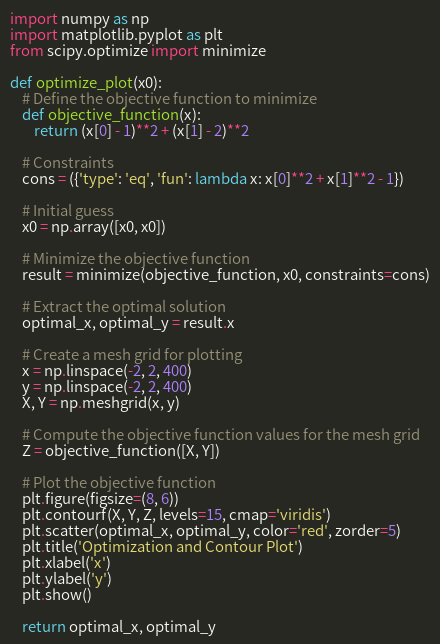 import numpy as np
import matplotlib.pyplot as plt
from scipy.optimize import minimize

def optimize_plot(x0):
    # Define the objective function to minimize
    def objective_function(x):
        return (x[0] - 1)**2 + (x[1] - 2)**2

    # Constraints
    cons = ({'type': 'eq', 'fun': lambda x: x[0]**2 + x[1]**2 - 1})

    # Initial guess
    x0 = np.array([x0, x0])

    # Minimize the objective function
    result = minimize(objective_function, x0, constraints=cons)

    # Extract the optimal solution
    optimal_x, optimal_y = result.x

    # Create a mesh grid for plotting
    x = np.linspace(-2, 2, 400)
    y = np.linspace(-2, 2, 400)
    X, Y = np.meshgrid(x, y)

    # Compute the objective function values for the mesh grid
    Z = objective_function([X, Y])

    # Plot the objective function
    plt.figure(figsize=(8, 6))
    plt.contourf(X, Y, Z, levels=15, cmap='viridis')
    plt.scatter(optimal_x, optimal_y, color='red', zorder=5)
    plt.title('Optimization and Contour Plot')
    plt.xlabel('x')
    plt.ylabel('y')
    plt.show()

    return optimal_x, optimal_y